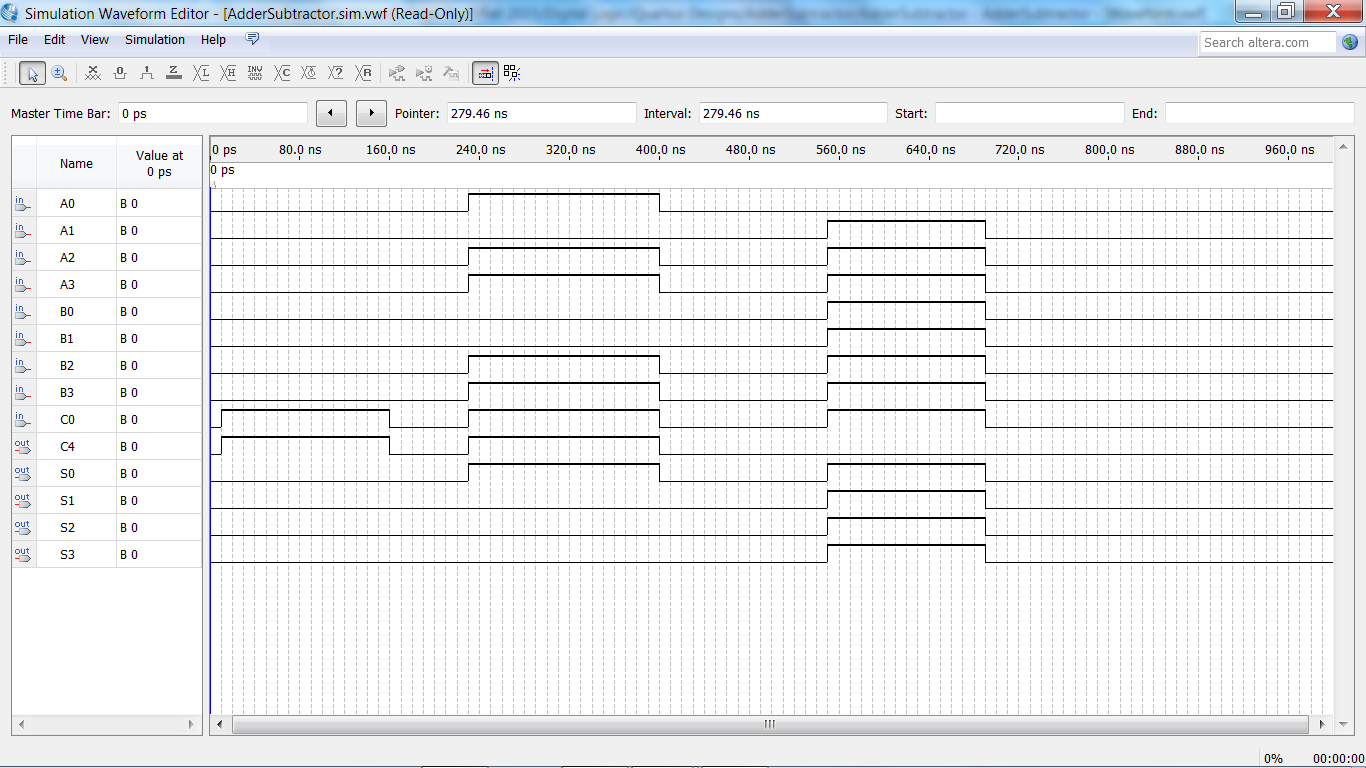 Simulation Waveform Editor - [AdderSubtractor.sim.vwf (Read-Only)]
File Edit View Simulation Help
Search altera.com
Master Time Bar: 0 ps Pointer: 279.46 ns Interval: 279.46 ns Start: End:
Name Value at 0 ps
0 ps 80.0 ns 160.0 ns 240.0 ns 320.0 ns 400.0 ns 480.0 ns 560.0 ns 640.0 ns 720.0 ns 800.0 ns 880.0 ns 960.0 ns
0 ps
in A0 B 0
in A1 B 0
in A2 B 0
in A3 B 0
in B0 B 0
in B1 B 0
in B2 B 0
in B3 B 0
in C0 B 0
out C4 B 0
out S0 B 0
out S1 B 0
out S2 B 0
out S3 B 0
0% 00:00:00